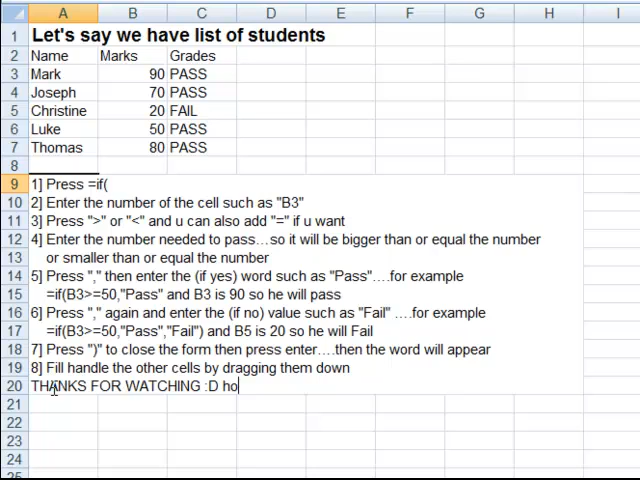 A B C D E F G H I
1 Let's say we have list of students
2 Name Marks Grades
3 Mark 90 PASS
4 Joseph 70 PASS
5 Christine 20 FAIL
6 Luke 50 PASS
7 Thomas 80 PASS
8
9 1] Press =if(
10 2] Enter the number of the cell such as "B3"
11 3] Press ">" or "<" and u can also add "=" if u want
12 4] Enter the number needed to pass...so it will be bigger than or equal the number
13 or smaller than or equal the number
14 5] Press "," then enter the (if yes) word such as "Pass"....for example
15 =if(B3>=50,"Pass" and B3 is 90 so he will pass
16 6] Press "," again and enter the (if no) value such as "Fail" ....for example
17 =if(B3>=50,"Pass","Fail") and B5 is 20 so he will Fail
18 7] Press ")" to close the form then press enter....then the word will appear
19 8] Fill handle the other cells by dragging them down
20 THANKS FOR WATCHING :D ho
21
22
23
24
25